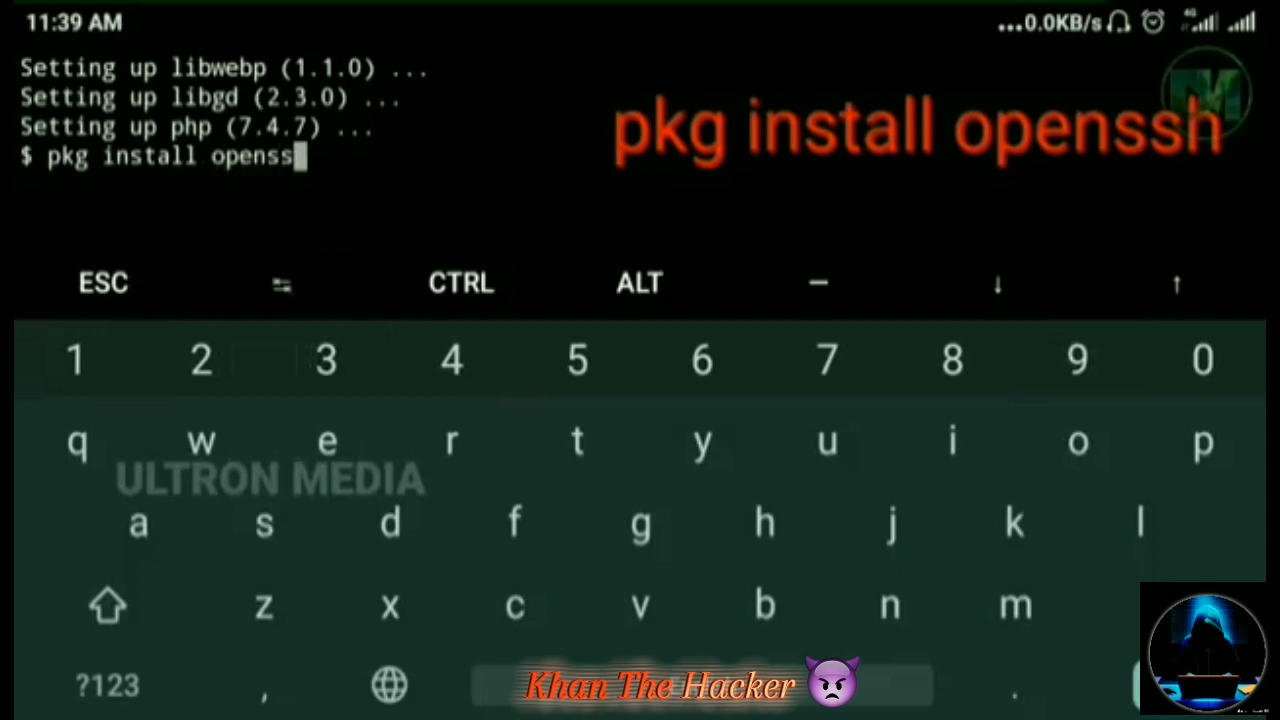 11:39 AM
...0.0KB/s 4G
Setting up libwebp (1.1.0) ...
Setting up libgd (2.3.0) ...
Setting up php (7.4.7) ...
$ pkg install openss
pkg install openssh
ESC CTRL ALT — ↓ ↑
1 2 3 4 5 6 7 8 9 0
q w e r t y u i o p
ULTRON MEDIA
a s d f g h j k l
z x c v b n m
?123 , .
Khan The Hacker 👿